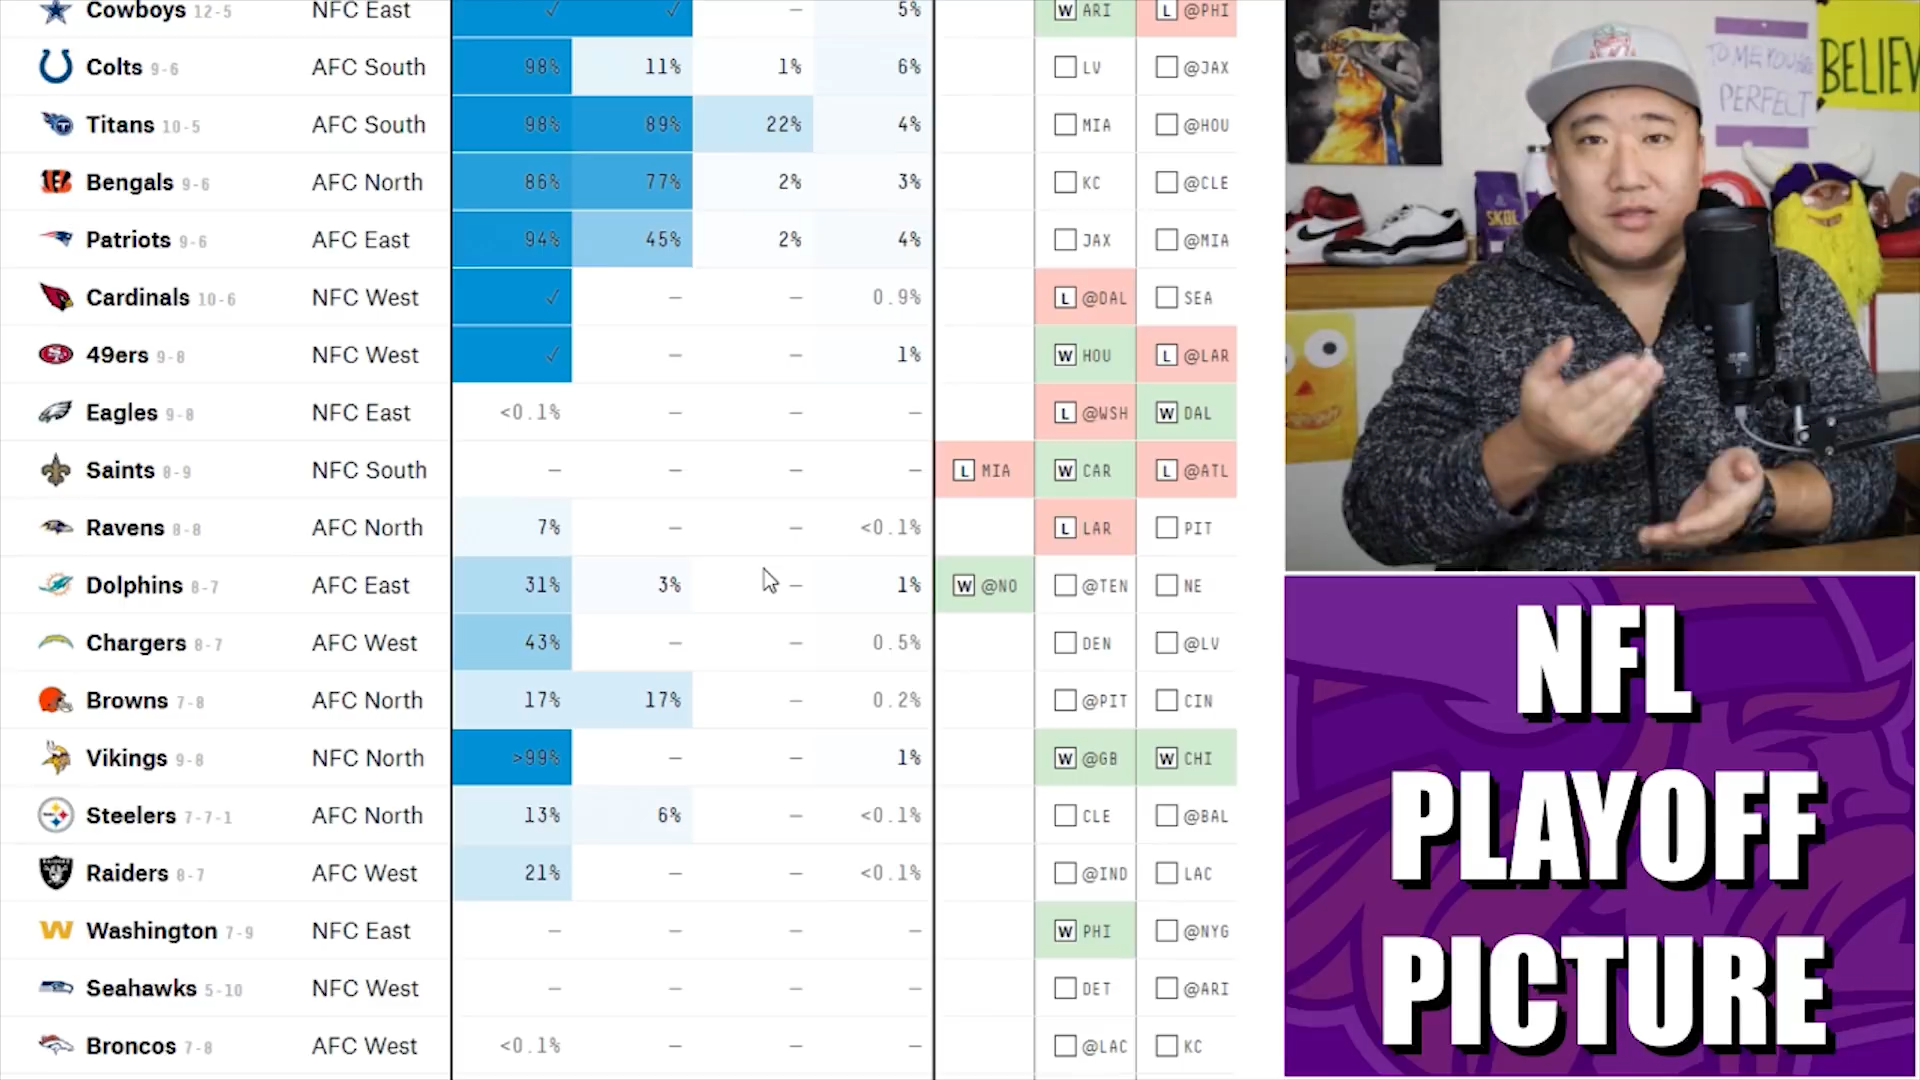 Cowboys 12-5 NFC East ✓ ✓ — 5% W ARI L @PHI
Colts 9-6 AFC South 98% 11% 1% 6% LV @JAX
Titans 10-5 AFC South 98% 89% 22% 4% MIA @HOU
Bengals 9-6 AFC North 86% 77% 2% 3% KC @CLE
Patriots 9-6 AFC East 94% 45% 2% 4% JAX @MIA
Cardinals 10-6 NFC West ✓ — — 0.9% L @DAL SEA
49ers 9-8 NFC West ✓ — — 1% W HOU L @LAR
Eagles 9-8 NFC East <0.1% — — — L @WSH W DAL
Saints 8-9 NFC South — — — — L MIA W CAR L @ATL
Ravens 8-8 AFC North 7% — — <0.1% L LAR PIT
Dolphins 8-7 AFC East 31% 3% — 1% W @NO @TEN NE
Chargers 8-7 AFC West 43% — — 0.5% DEN @LV
Browns 7-8 AFC North 17% 17% — 0.2% @PIT CIN
Vikings 9-8 NFC North >99% — — 1% W @GB W CHI
Steelers 7-7-1 AFC North 13% 6% — <0.1% CLE @BAL
Raiders 8-7 AFC West 21% — — <0.1% @IND LAC
Washington 7-9 NFC East — — — — W PHI @NYG
Seahawks 5-10 NFC West — — — — DET @ARI
Broncos 7-8 AFC West <0.1% — — — @LAC KC
TO ME YOU ARE
PERFECT
BELIEV
SKOL
NFL
PLAYOFF
PICTURE